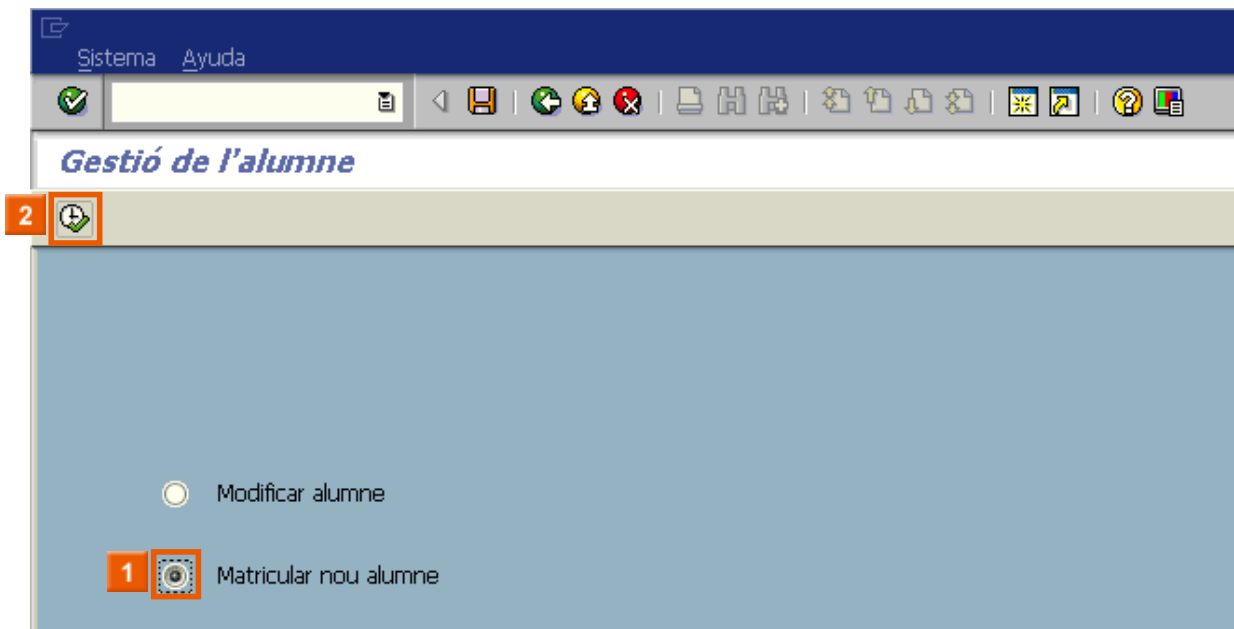 Sistema Ayuda
Gestió de l'alumne
2
Modificar alumne
1 Matricular nou alumne